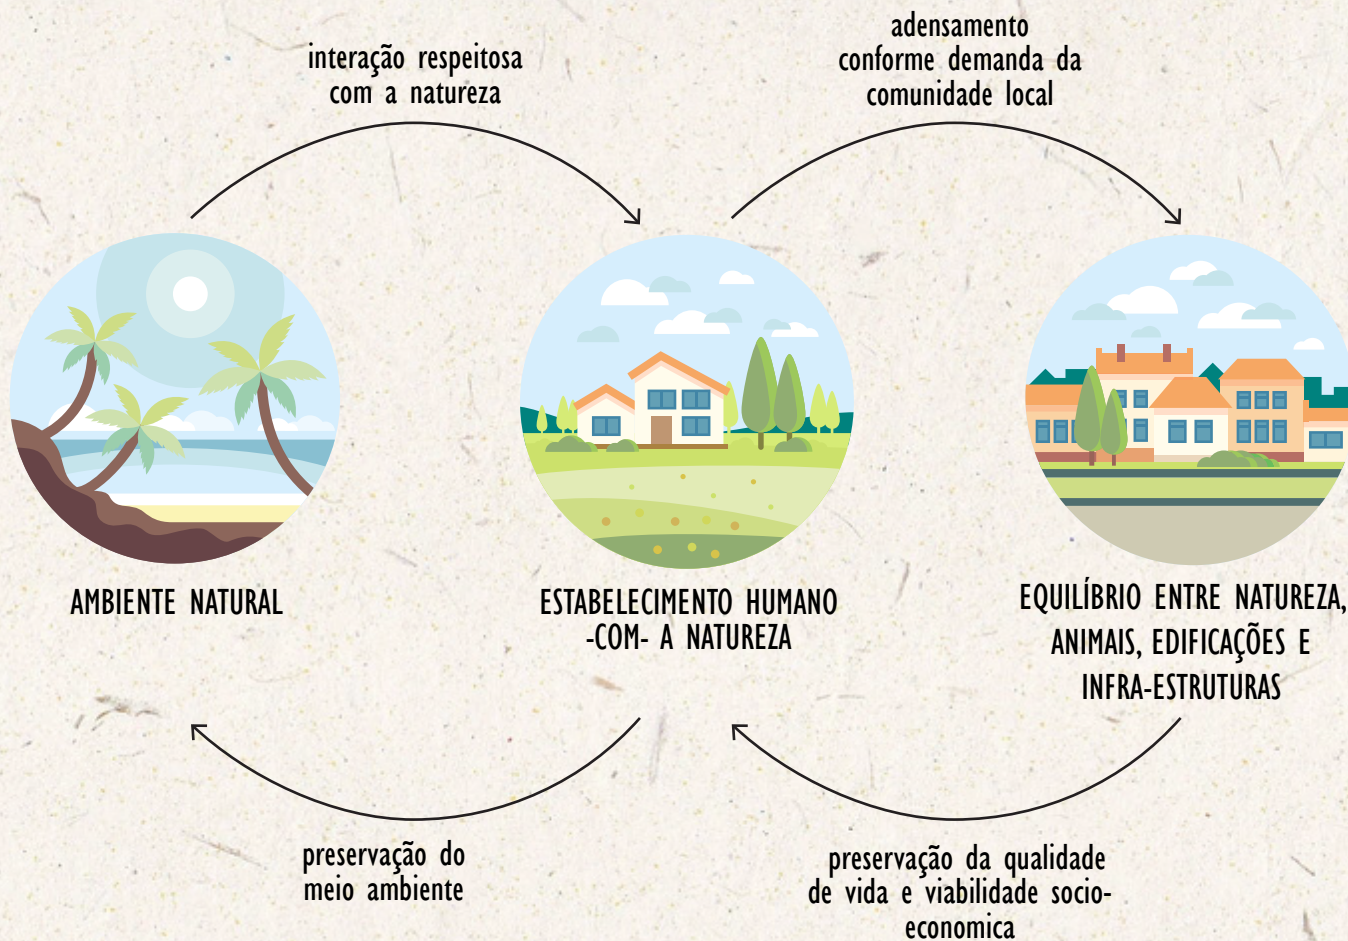 interação respeitosa
com a natureza
adensamento
conforme demanda da
comunidade local
AMBIENTE NATURAL
ESTABELECIMENTO HUMANO
-COM- A NATUREZA
EQUILÍBRIO ENTRE NATUREZA,
ANIMAIS, EDIFICAÇÕES E
INFRA-ESTRUTURAS
preservação do
meio ambiente
preservação da qualidade
de vida e viabilidade socio-
economica